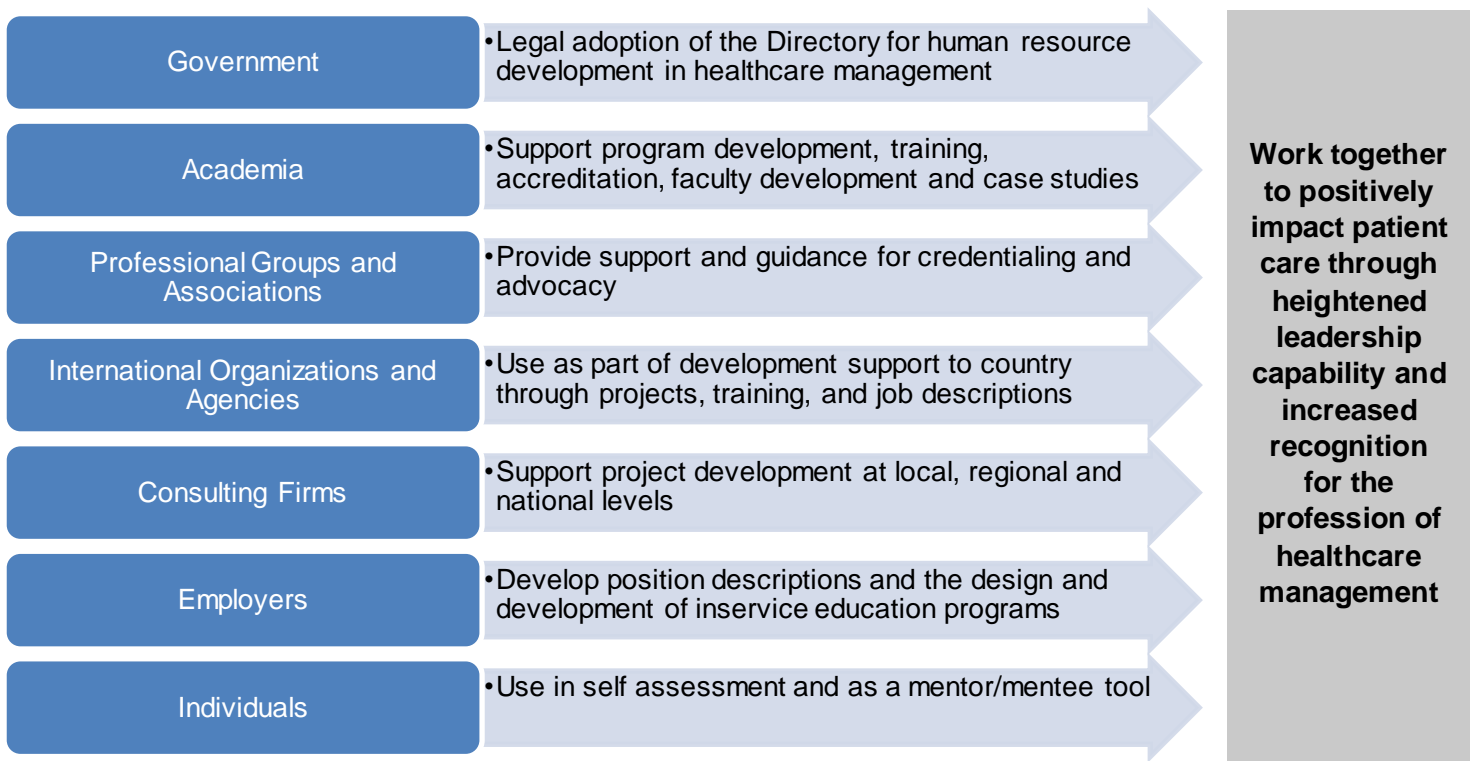 Government
•Legal adoption of the Directory for human resource
development in healthcare management
Academia
•Support program development, training,
accreditation, faculty development and case studies
Professional Groups and
Associations
•Provide support and guidance for credentialing and
advocacy
International Organizations and
Agencies
•Use as part of development support to country
through projects, training, and job descriptions
Consulting Firms
•Support project development at local, regional and
national levels
Employers
•Develop position descriptions and the design and
development of inservice education programs
Individuals
•Use in self assessment and as a mentor/mentee tool
Work together
to positively
impact patient
care through
heightened
leadership
capability and
increased
recognition
for the
profession of
healthcare
management